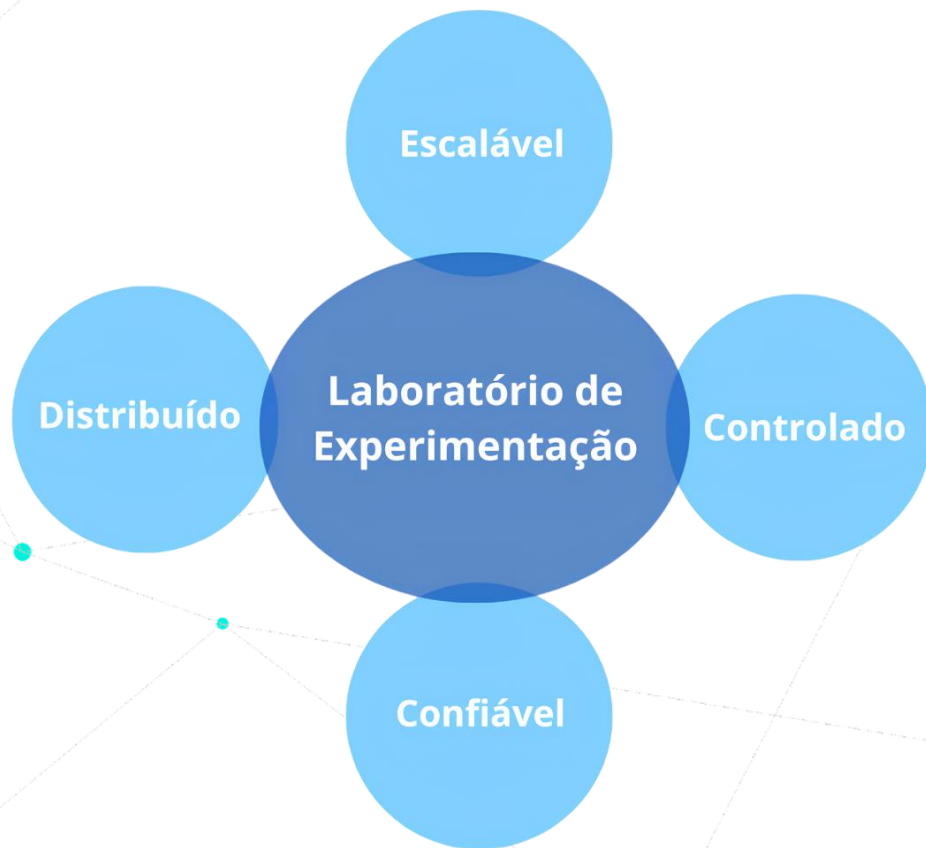 Escalável
Distribuído
Laboratório de
Experimentação
Controlado
Confiável